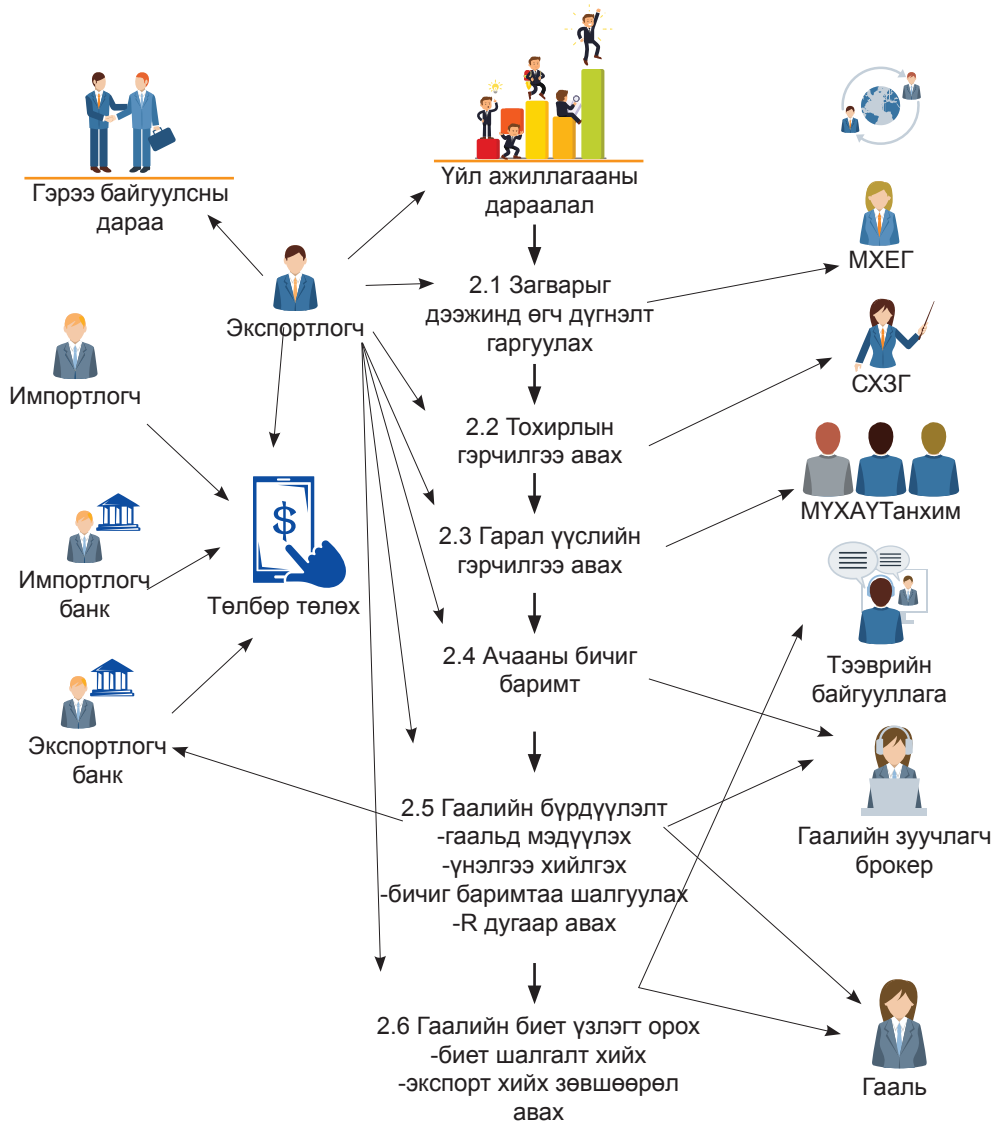 Гэрээ байгуулсны
дараа
Үйл ажиллагааны
дараалал
Экспортлогч
Импортлогч
Импортлогч
банк
Экспортлогч
банк
$
Төлбөр төлөх
2.1 Загварыг
дээжинд өгч дүгнэлт
гаргуулах
2.2 Тохирлын
гэрчилгээ авах
2.3 Гарал үүслийн
гэрчилгээ авах
2.4 Ачааны бичиг
баримт
2.5 Гаалийн бүрдүүлэлт
-гаальд мэдүүлэх
-үнэлгээ хийлгэх
-бичиг баримтаа шалгуулах
-R дугаар авах
2.6 Гаалийн биет үзлэгт орох
-биет шалгалт хийх
-экспорт хийх зөвшөөрөл
авах
МХЕГ
СХЗГ
МҮХАҮТанхим
Тээврийн
байгууллага
Гаалийн зуучлагч
брокер
Гааль